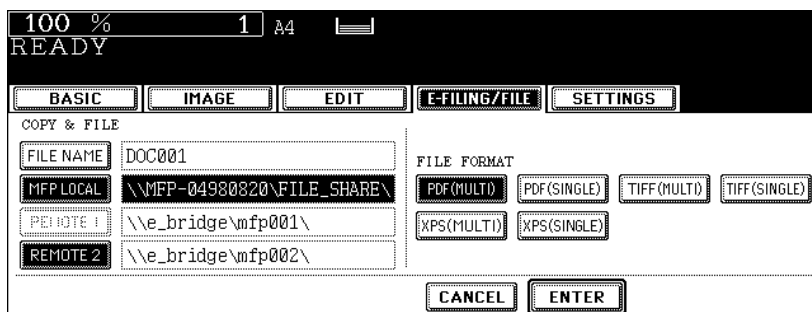 100 % 1 A4
READY
BASIC IMAGE EDIT E-FILING/FILE SETTINGS
COPY & FILE
FILE NAME DOC001
MFP LOCAL \\MFP-04980820\FILE_SHARE\
REMOTE 1 \\e_bridge\mfp001\
REMOTE 2 \\e_bridge\mfp002\
FILE FORMAT
PDF(MULTI) PDF(SINGLE) TIFF(MULTI) TIFF(SINGLE)
XPS(MULTI) XPS(SINGLE)
CANCEL ENTER